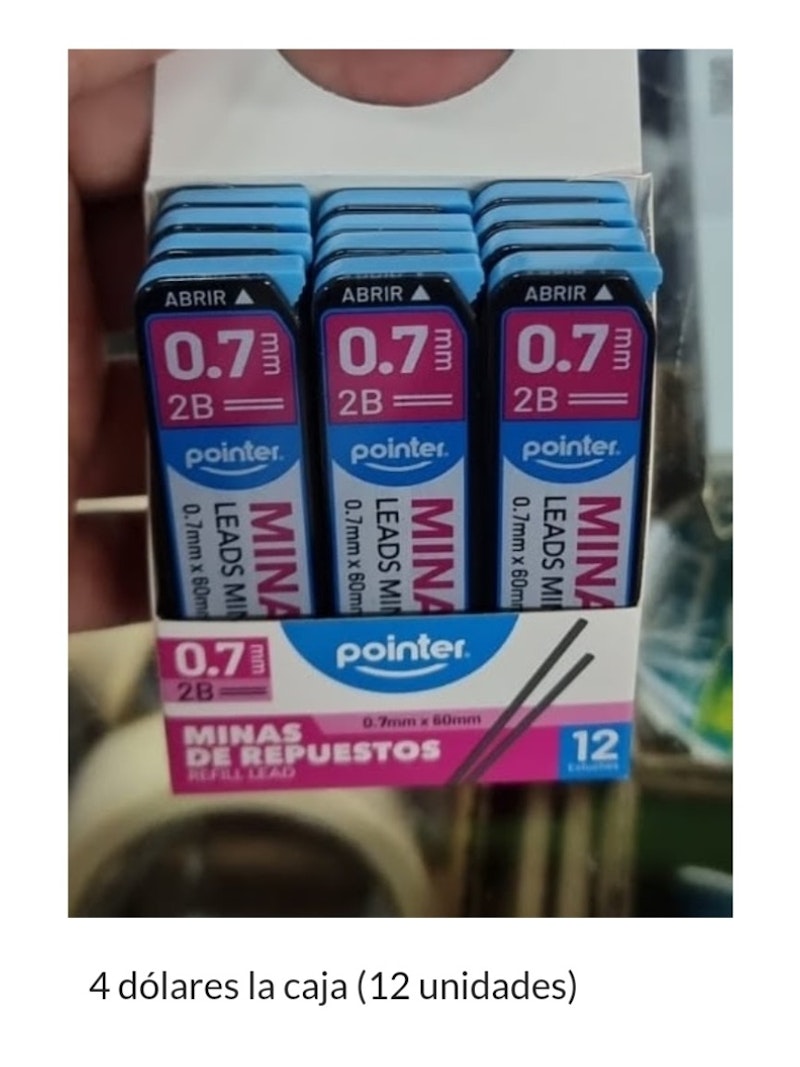 ABRIR ABRIR ABRIR
0.7mm 0.7mm 0.7mm
2B 2B 2B
pointer. pointer. pointer.
MINA MINA MINA
LEADS MI LEADS MI LEADS MI
0.7mm x 60m 0.7mm x 60m 0.7mm x 60m
0.7mm
2B
pointer.
0.7mm x 60mm
MINAS
DE REPUESTOS
REFILL LEAD
12
Estuches
4 dólares la caja (12 unidades)